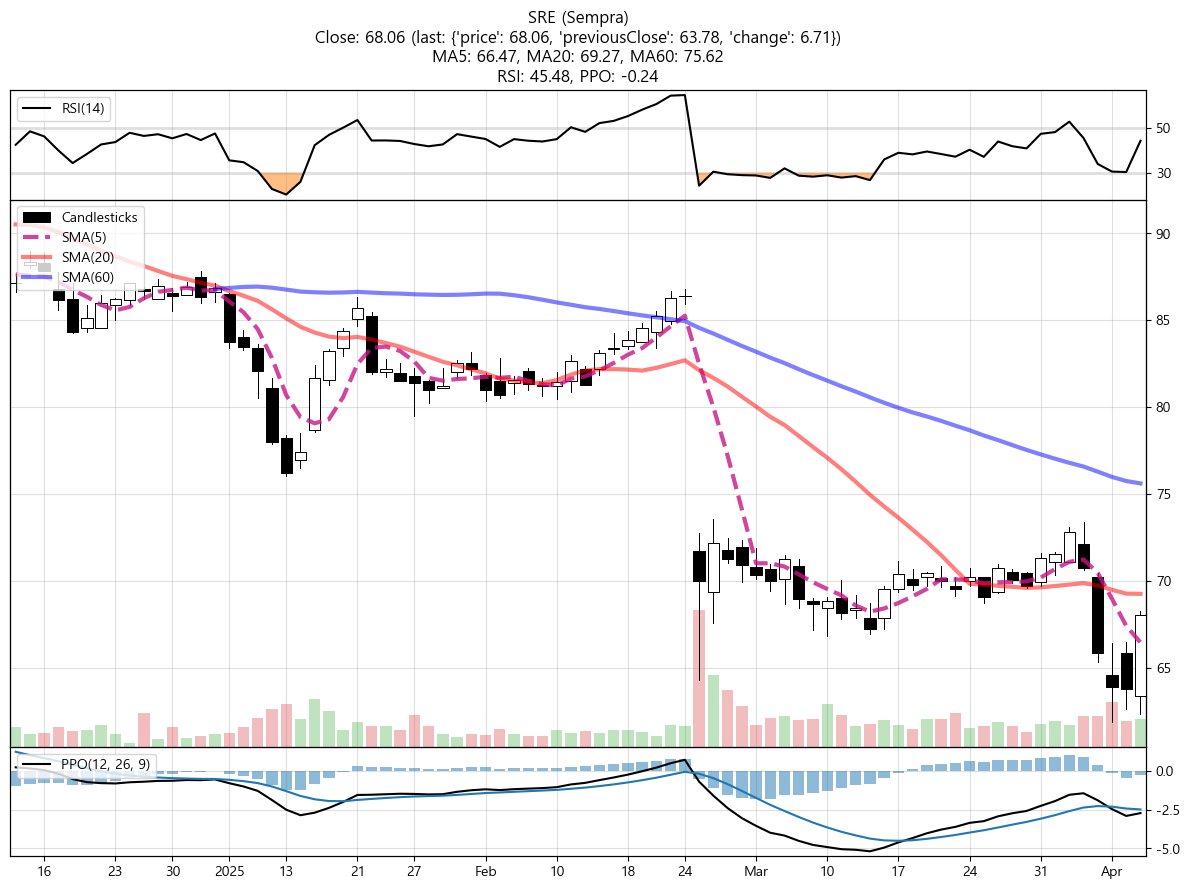 SRE (Sempra)
Close: 68.06 (last: {'price': 68.06, 'previousClose': 63.78, 'change': 6.71})
MA5: 66.47, MA20: 69.27, MA60: 75.62
RSI: 45.48, PPO: -0.24
RSI(14)
50
30
Candlesticks
SMA(5)
SMA(20)
SMA(60)
90
85
80
75
70
65
PPO(12, 26, 9)
0.0
-2.5
-5.0
16 23 30 2025 13 21 27 Feb 10 18 24 Mar 10 17 24 31 Apr